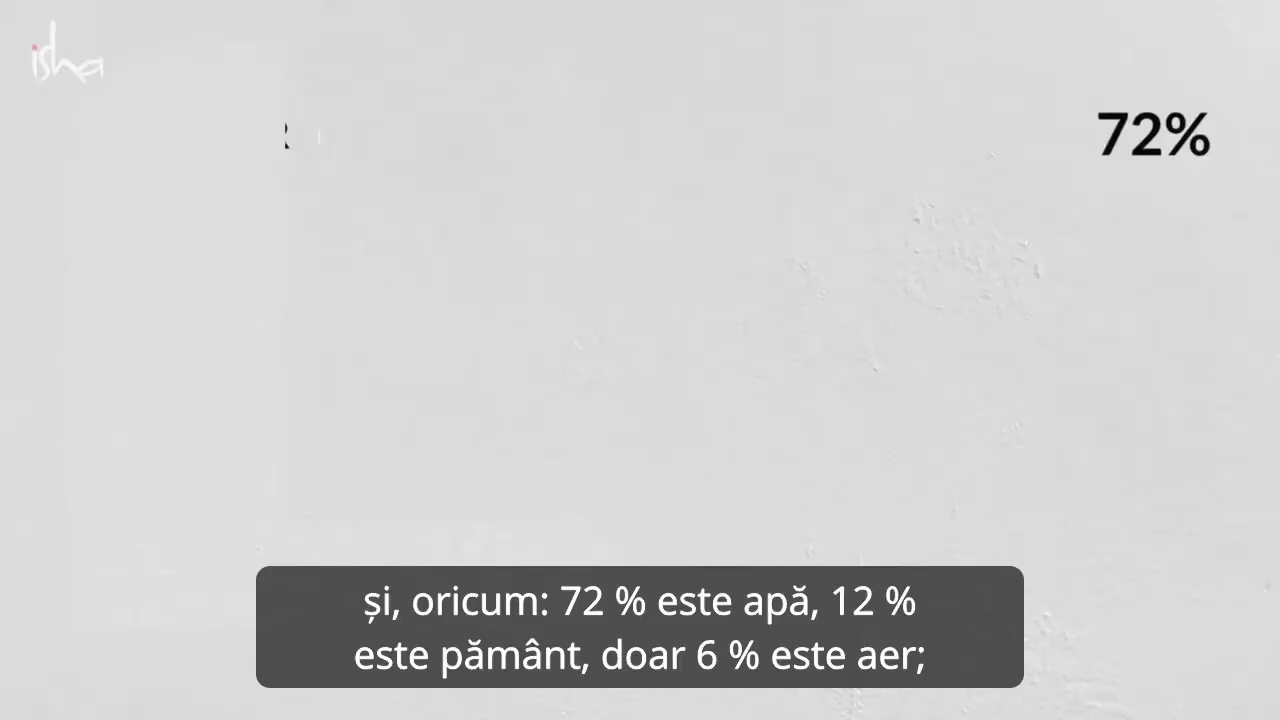 isha
72%
și, oricum: 72 % este apă, 12 %
este pământ, doar 6 % este aer;